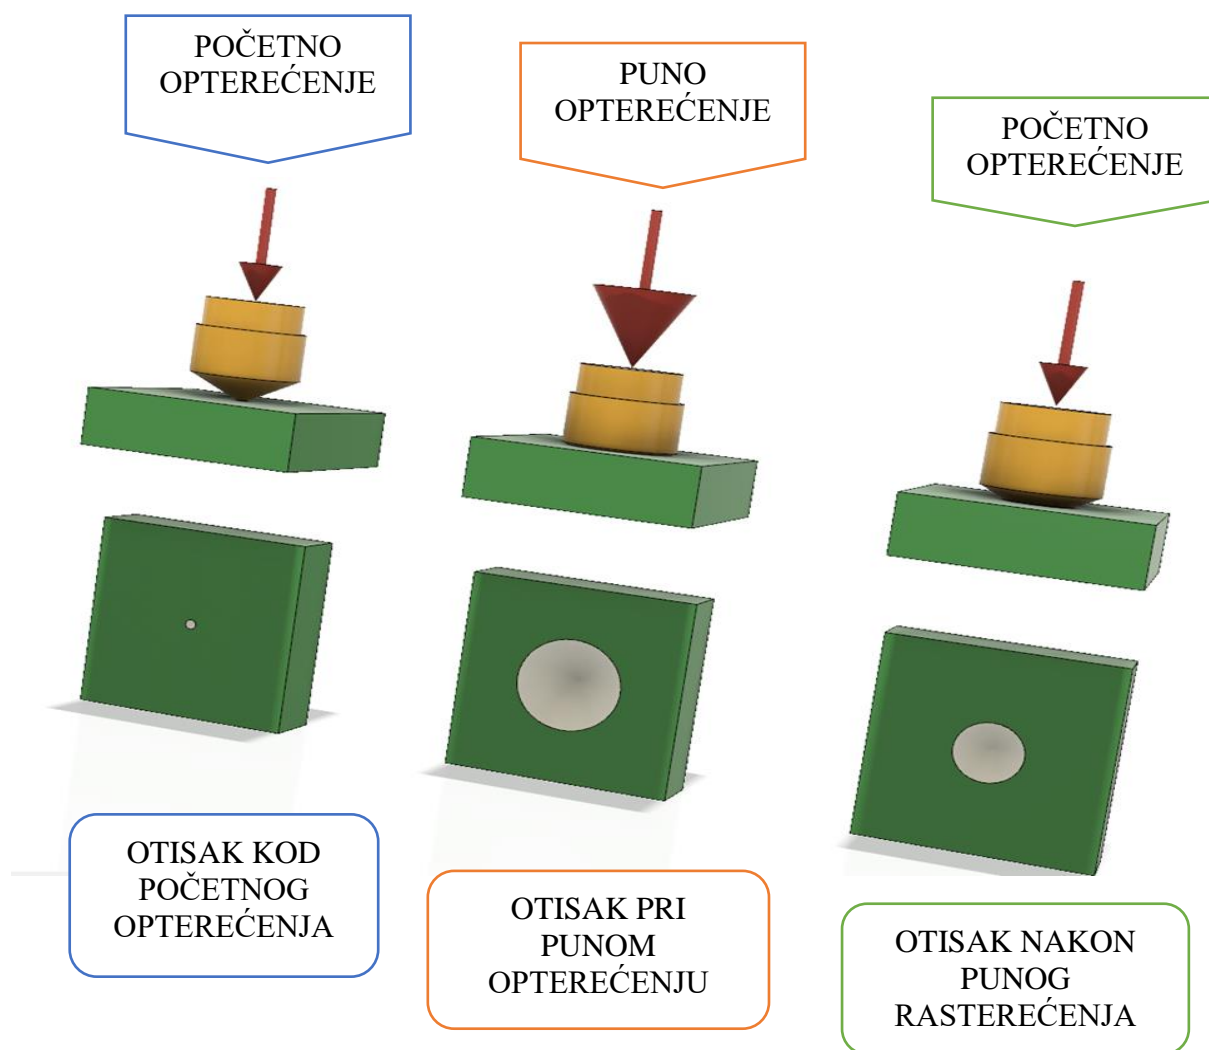 POČETNO
OPTEREĆENJE
PUNO
OPTEREĆENJE
POČETNO
OPTEREĆENJE
OTISAK KOD
POČETNOG
OPTEREĆENJA
OTISAK PRI
PUNOM
OPTEREĆENJU
OTISAK NAKON
PUNOG
RASTEREĆENJA